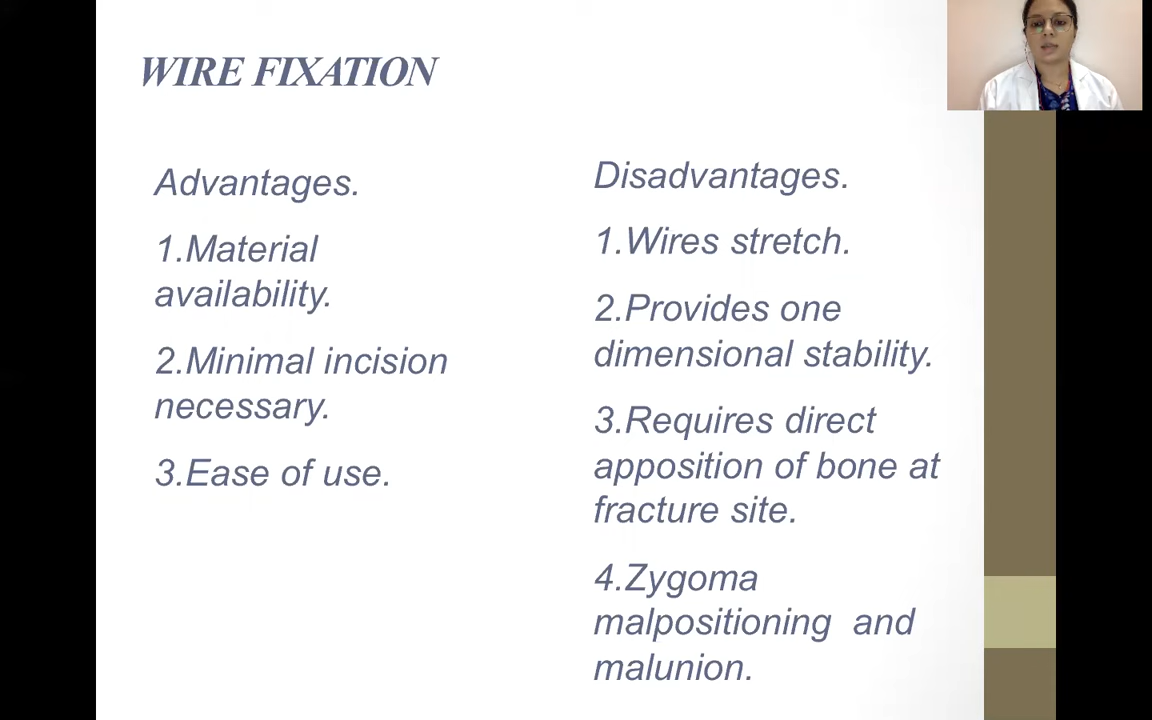 WIRE FIXATION
Advantages.
1.Material
availability.
2.Minimal incision
necessary.
3.Ease of use.
Disadvantages.
1.Wires stretch.
2.Provides one
dimensional stability.
3.Requires direct
apposition of bone at
fracture site.
4.Zygoma
malpositioning  and
malunion.